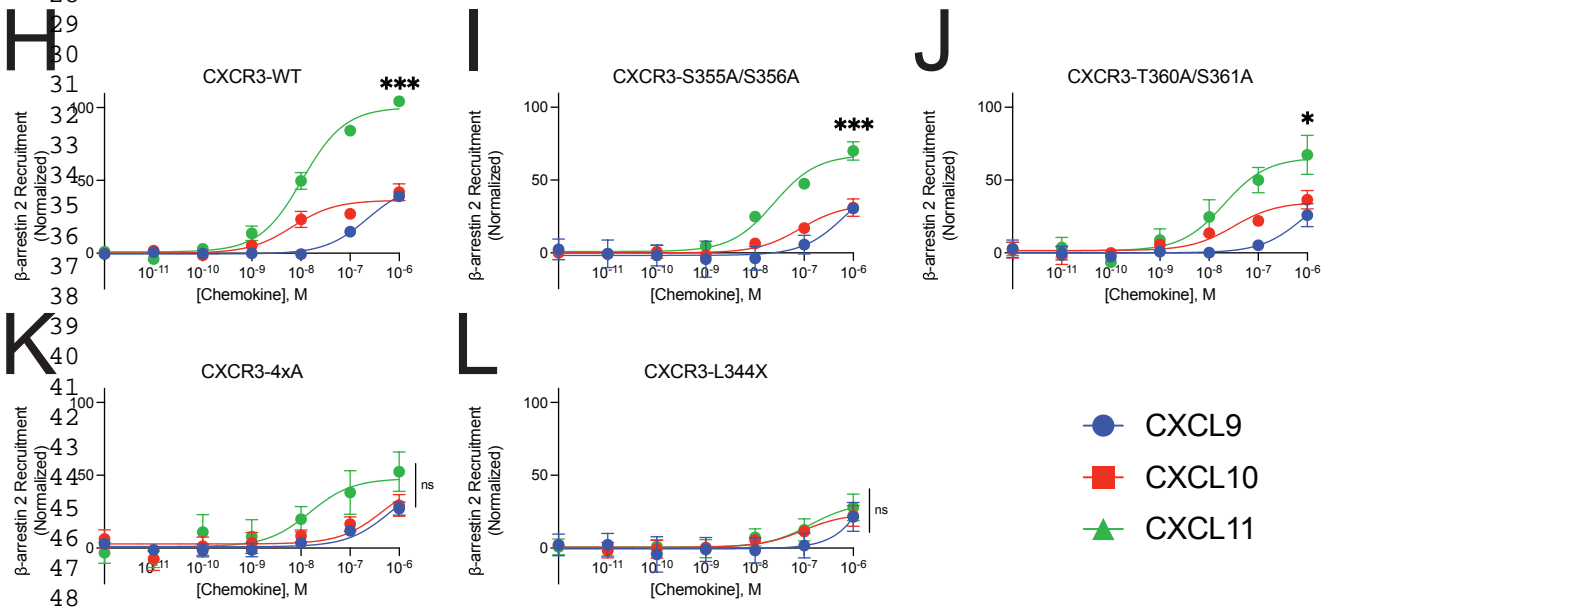 28
29
30
31
32
33
34
35
36
37
38
39
40
41
42
43
44
45
46
47
48
H
CXCR3-WT
***
β-arrestin 2 Recruitment
(Normalized)
100
50
0
10-11 10-10 10-9 10-8 10-7 10-6
[Chemokine], M
I
CXCR3-S355A/S356A
***
β-arrestin 2 Recruitment
(Normalized)
100
50
0
10-11 10-10 10-9 10-8 10-7 10-6
[Chemokine], M
J
CXCR3-T360A/S361A
*
β-arrestin 2 Recruitment
(Normalized)
100
50
0
10-11 10-10 10-9 10-8 10-7 10-6
[Chemokine], M
K
CXCR3-4xA
β-arrestin 2 Recruitment
(Normalized)
100
50
0
ns
10-11 10-10 10-9 10-8 10-7 10-6
[Chemokine], M
L
CXCR3-L344X
β-arrestin 2 Recruitment
(Normalized)
100
50
0
ns
10-11 10-10 10-9 10-8 10-7 10-6
[Chemokine], M
CXCL9
CXCL10
CXCL11